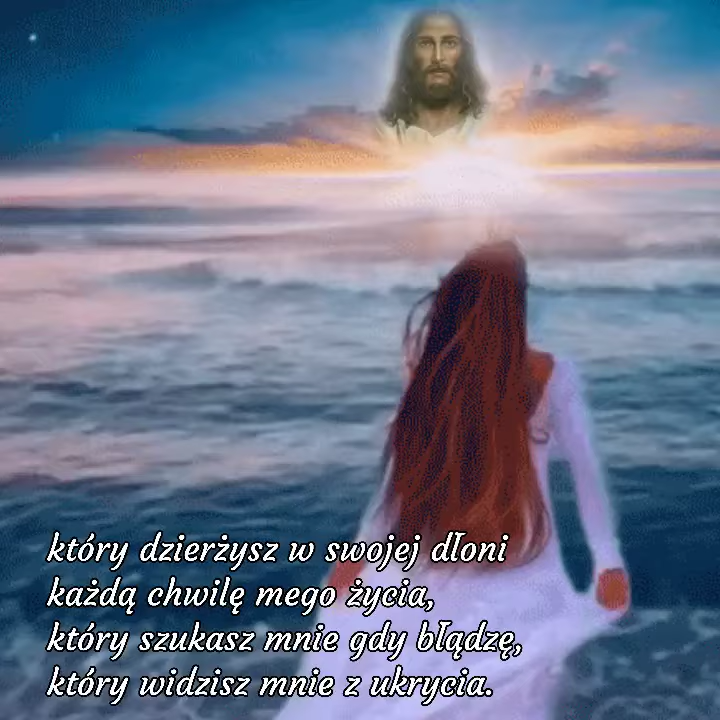 który dzierżysz w swojej dłoni
każdą chwilę mego życia,
który szukasz mnie gdy błądzę,
który widzisz mnie z ukrycia.